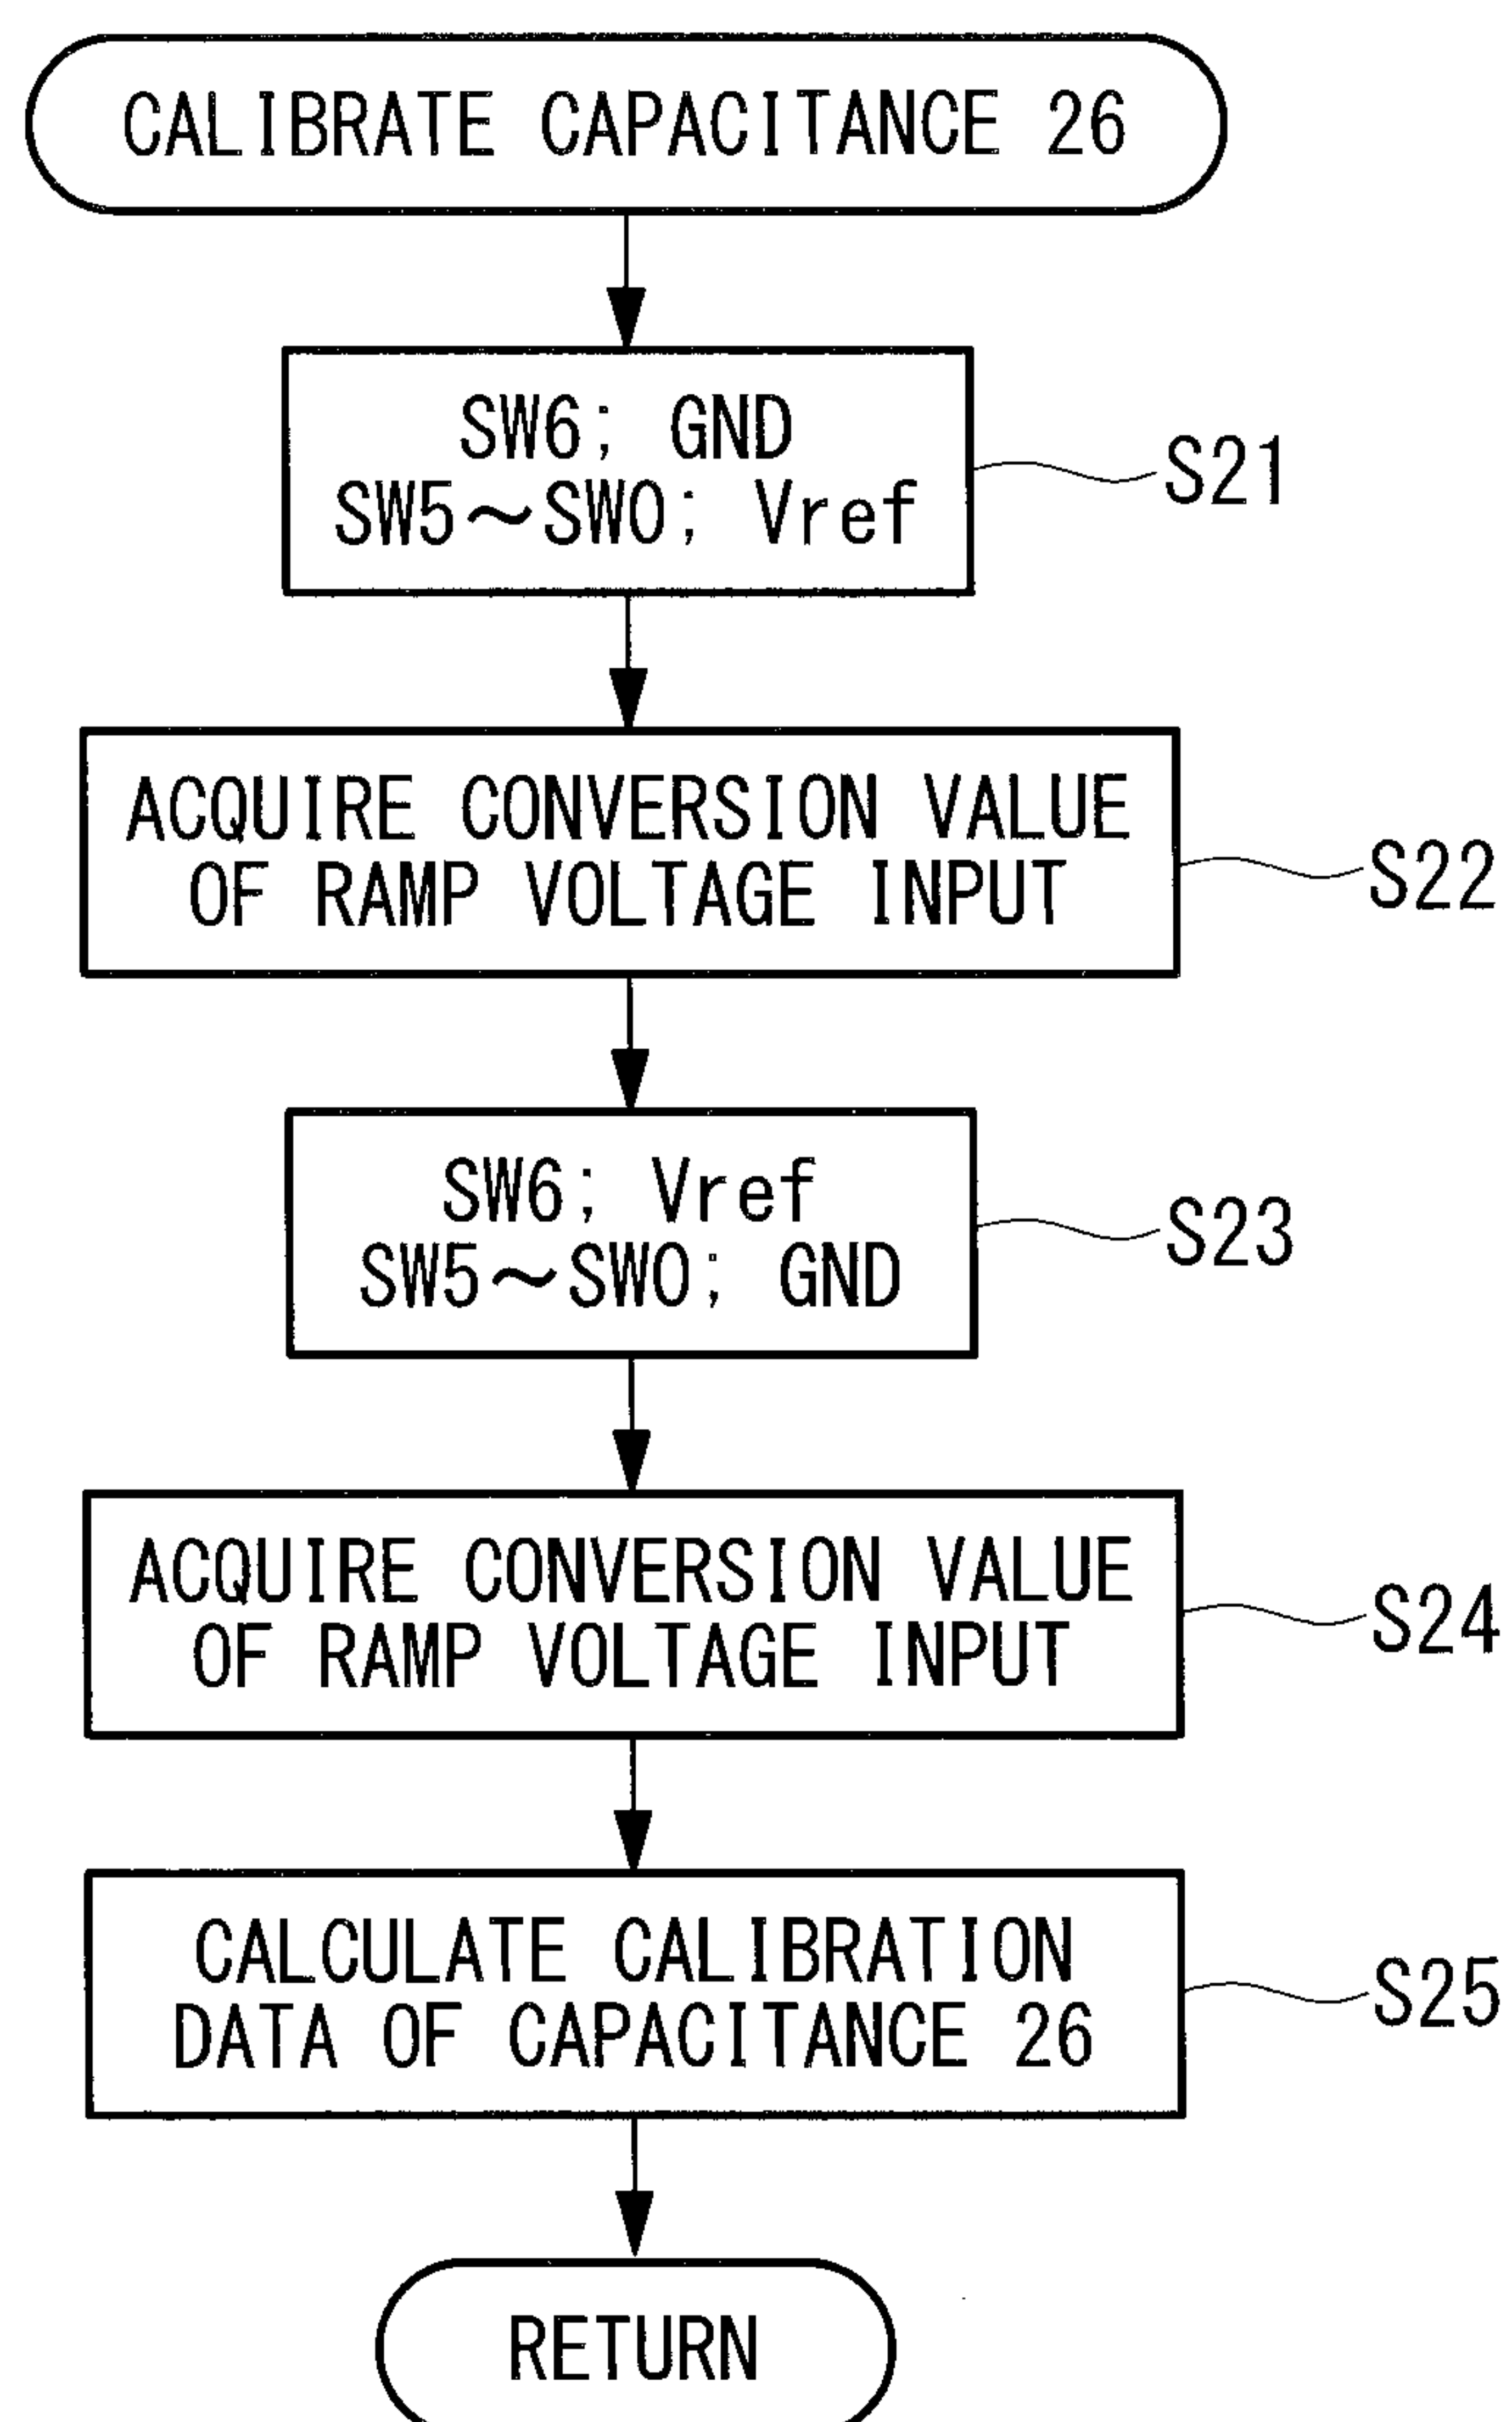 CALIBRATE CAPACITANCE 26
SW6; GND
SW5~SW0; Vref
S21
ACQUIRE CONVERSION VALUE
OF RAMP VOLTAGE INPUT
S22
SW6; Vref
SW5~SW0; GND
S23
ACQUIRE CONVERSION VALUE
OF RAMP VOLTAGE INPUT
S24
CALCULATE CALIBRATION
DATA OF CAPACITANCE 26
S25
RETURN